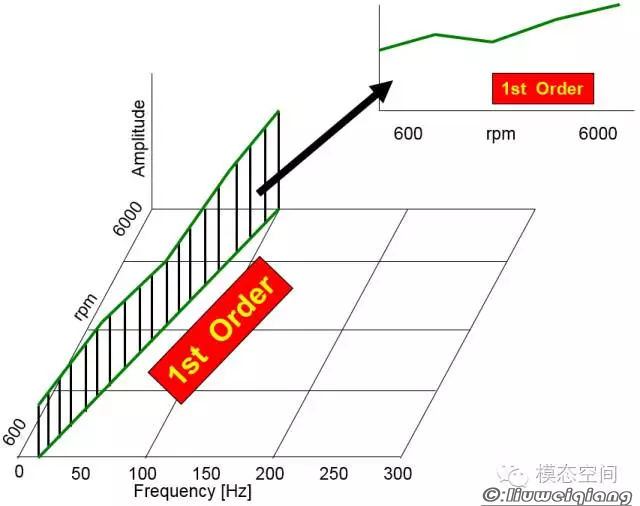 1st Order
600 rpm 6000
Amplitude
6000
rpm
600
1st Order
0 50 100 150 200 250 300
Frequency [Hz]
模态空间
©:liuweiqiang